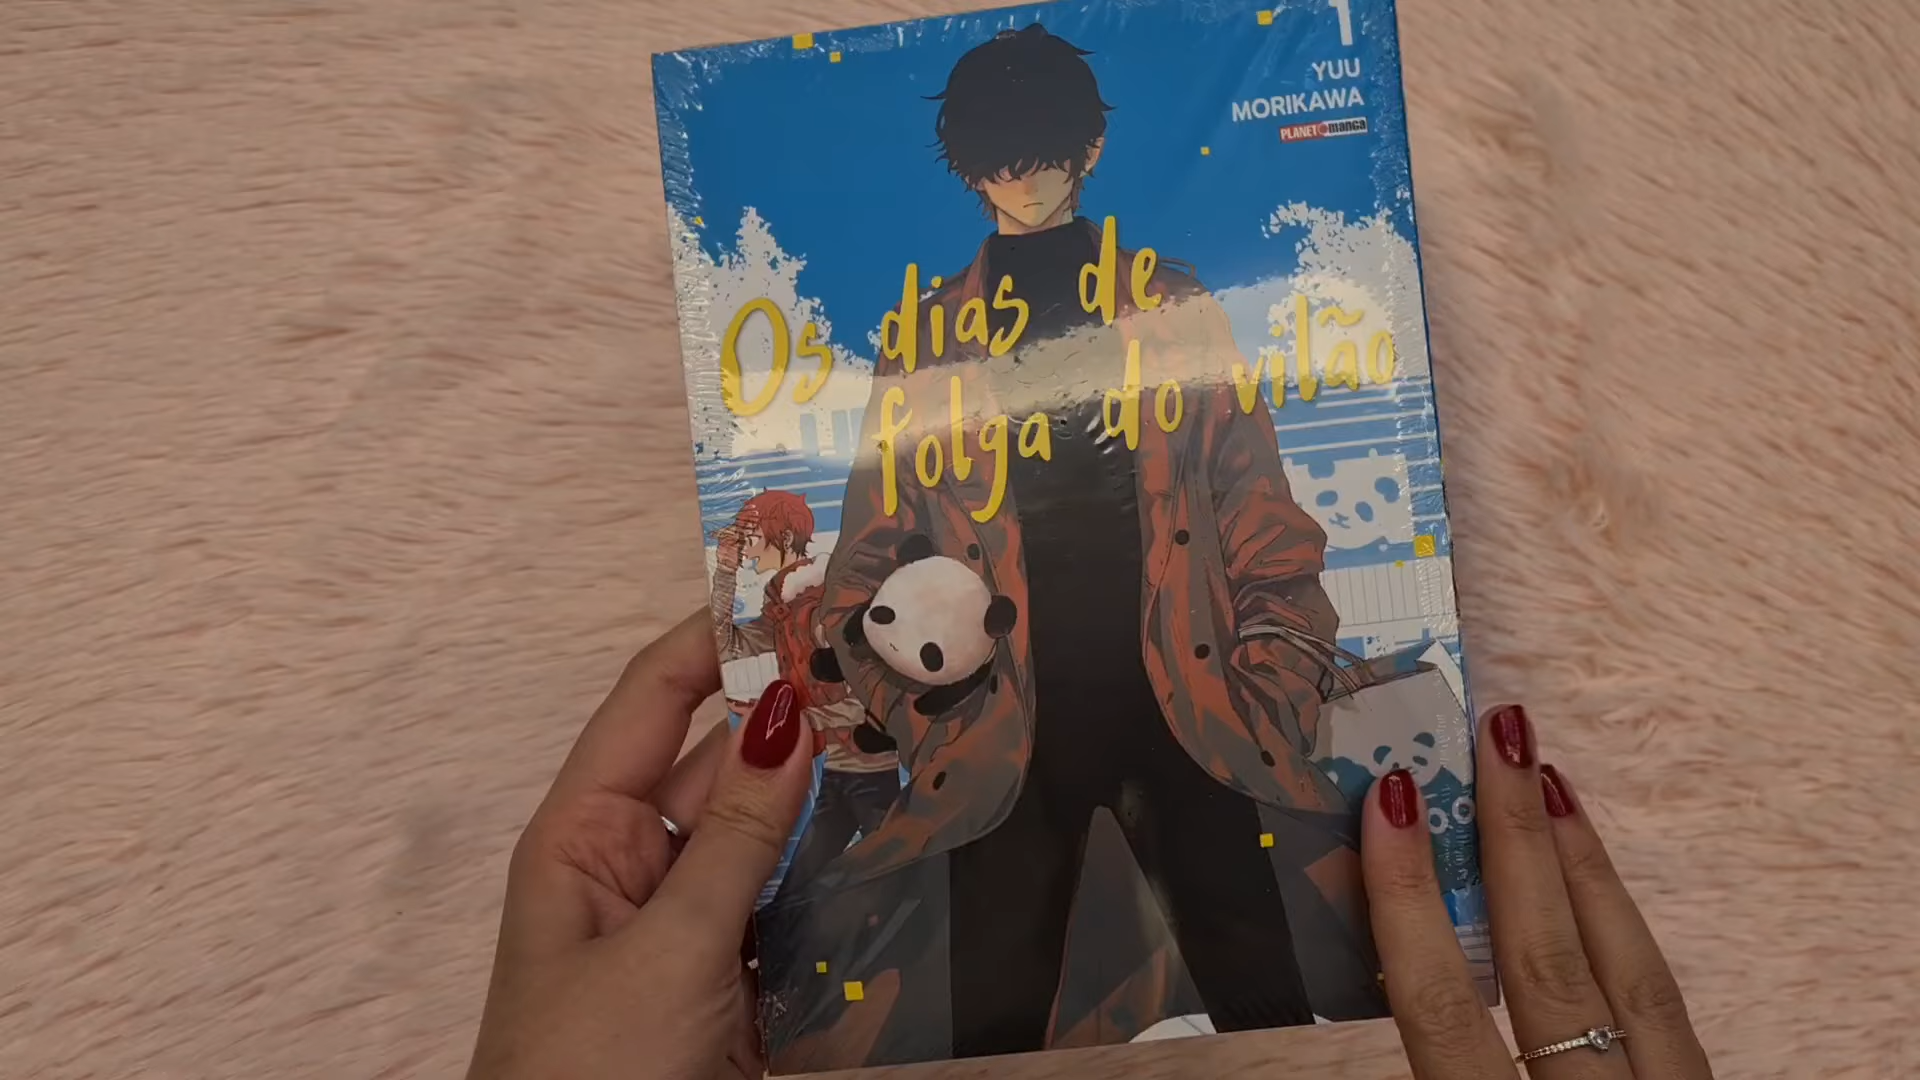 1
YUU
MORIKAWA
PLANET manga
Os dias de
folga do vilão